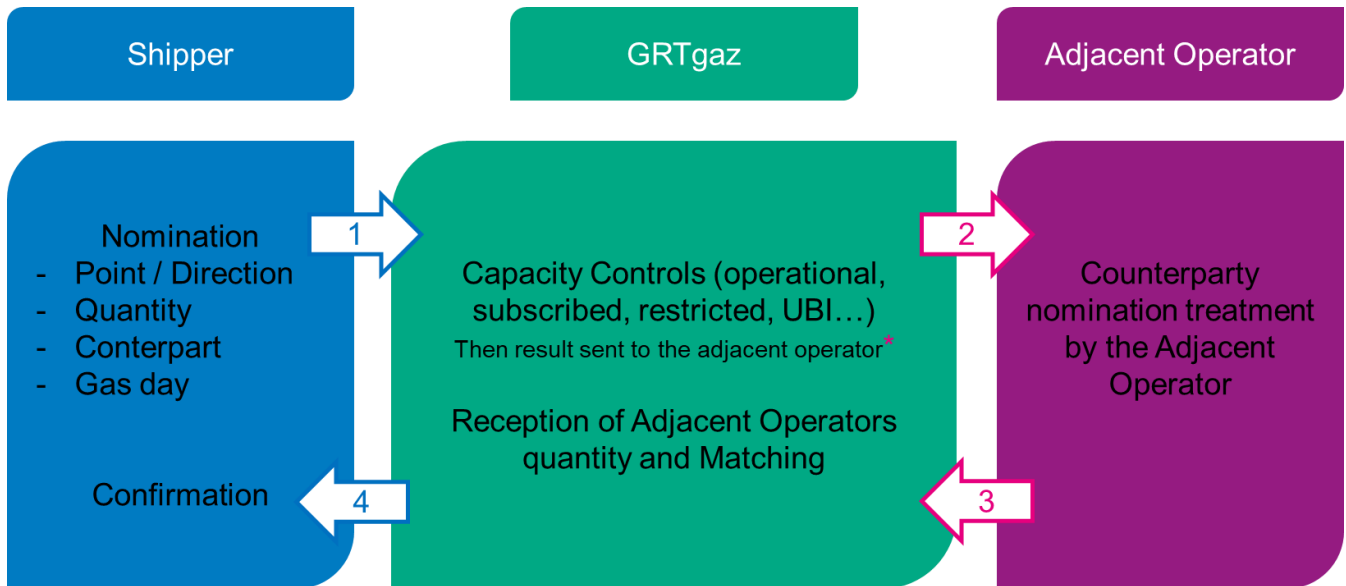 Shipper
GRTgaz
Adjacent Operator
Nomination
- Point / Direction
- Quantity
- Conterpart
- Gas day
Confirmation
1
Capacity Controls (operational,
subscribed, restricted, UBI…)
Then result sent to the adjacent operator*
Reception of Adjacent Operators
quantity and Matching
2
Counterparty
nomination treatment
by the Adjacent
Operator
3
4